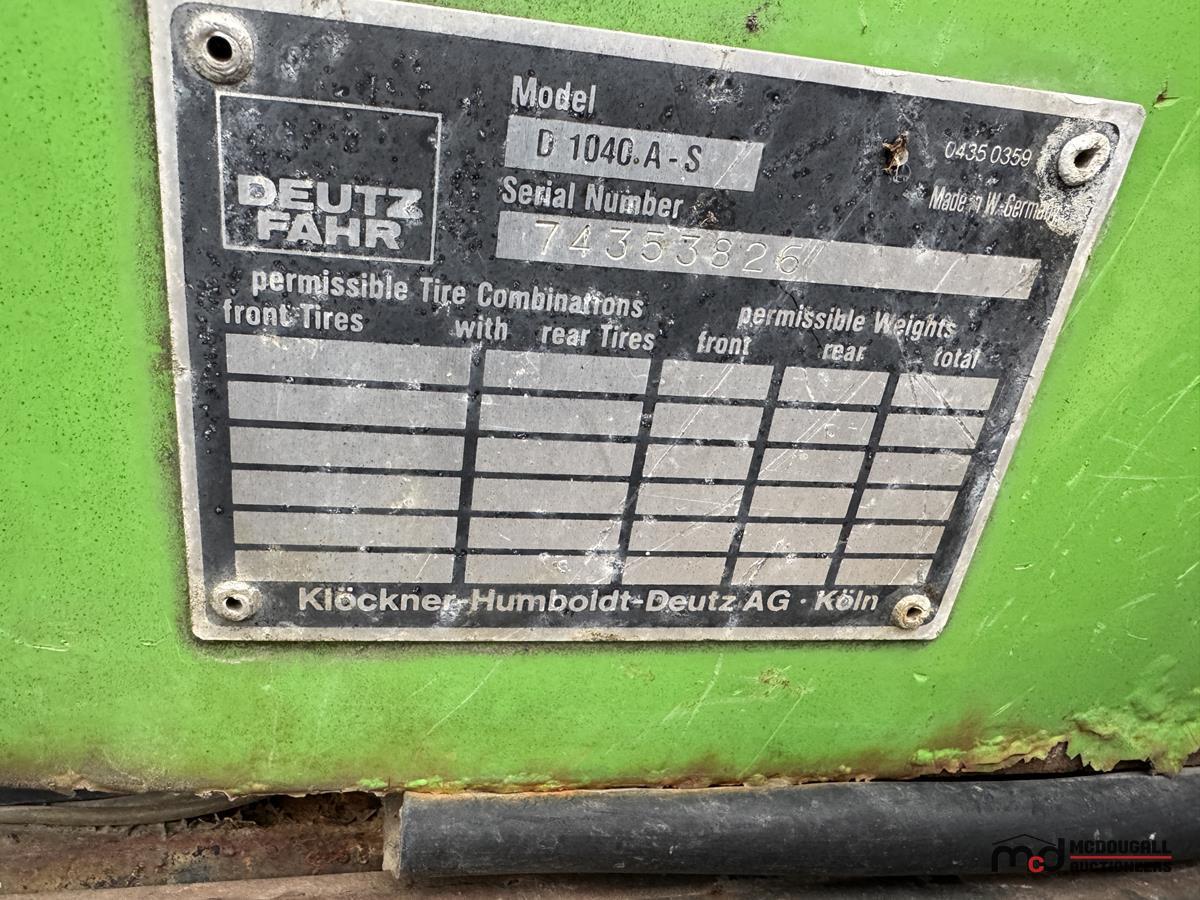 DEUTZ
FAHR
Model
D 1040.A-S
Serial Number
74353826
0435 0359
Made in W-Germany
permissible Tire Combinations
front Tires with rear Tires
permissible Weights
front rear total
Klöckner-Humboldt-Deutz AG · Köln
mcd MCDOUGALL
AUCTIONEERS